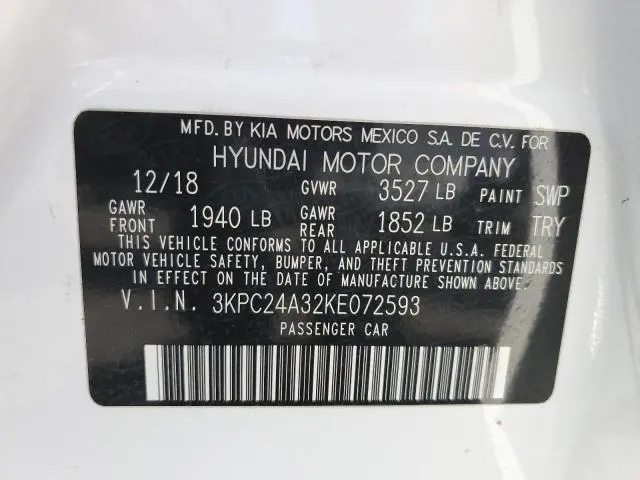 MFD. BY KIA MOTORS MEXICO S.A. DE C.V. FOR
HYUNDAI MOTOR COMPANY
12/18 GVWR 3527 LB PAINT SWP
GAWR FRONT 1940 LB GAWR REAR 1852 LB TRIM TRY
THIS VEHICLE CONFORMS TO ALL APPLICABLE U.S.A. FEDERAL
MOTOR VEHICLE SAFETY, BUMPER, AND THEFT PREVENTION STANDARDS
IN EFFECT ON THE DATE OF MANUFACTURE SHOWN ABOVE.
V.I.N. 3KPC24A32KE072593
PASSENGER CAR